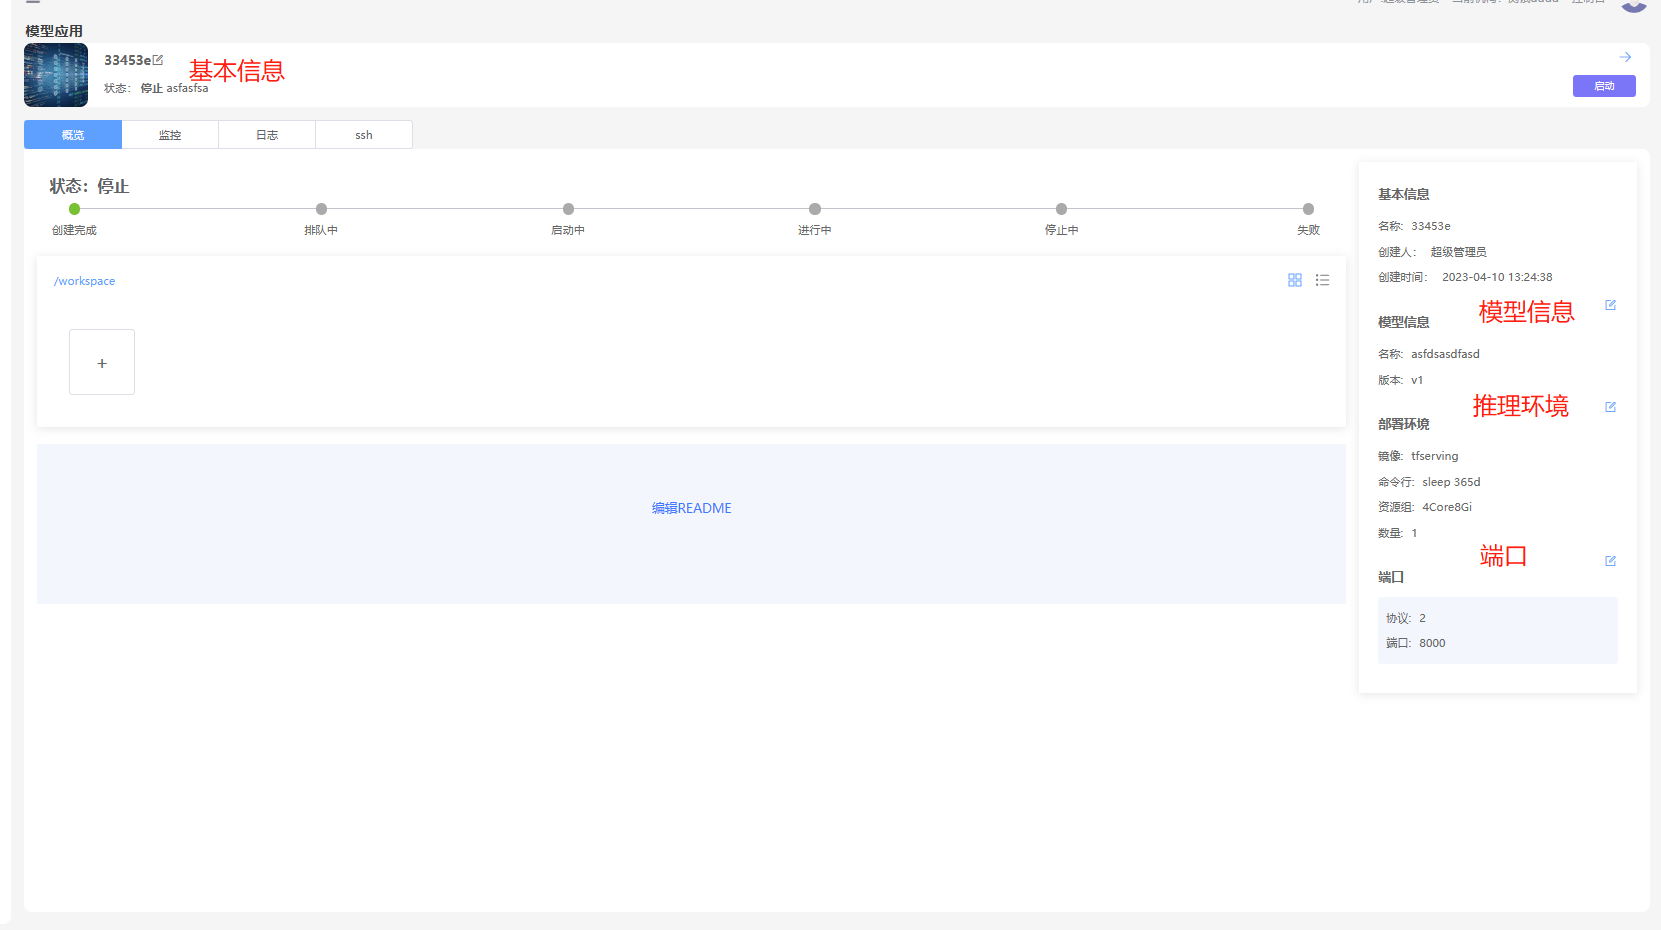 模型应用
33453e
基本信息
状态： 停止 asfasfsa
启动
概览
监控
日志
ssh
状态：停止
创建完成
排队中
启动中
进行中
停止中
失败
/workspace
+
编辑README
基本信息
名称: 33453e
创建人： 超级管理员
创建时间： 2023-04-10 13:24:38
模型信息
模型信息
名称: asfdsasdfasd
版本: v1
推理环境
部署环境
镜像: tfserving
命令行: sleep 365d
资源组: 4Core8Gi
数量: 1
端口
端口
协议: 2
端口: 8000